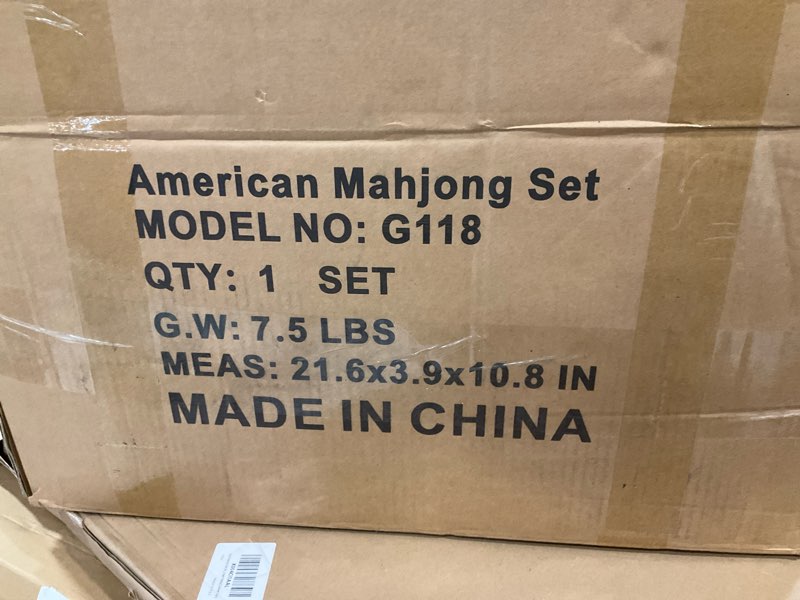 American Mahjong Set
MODEL NO: G118
QTY: 1 SET
G.W: 7.5 LBS
MEAS: 21.6x3.9x10.8 IN
MADE IN CHINA